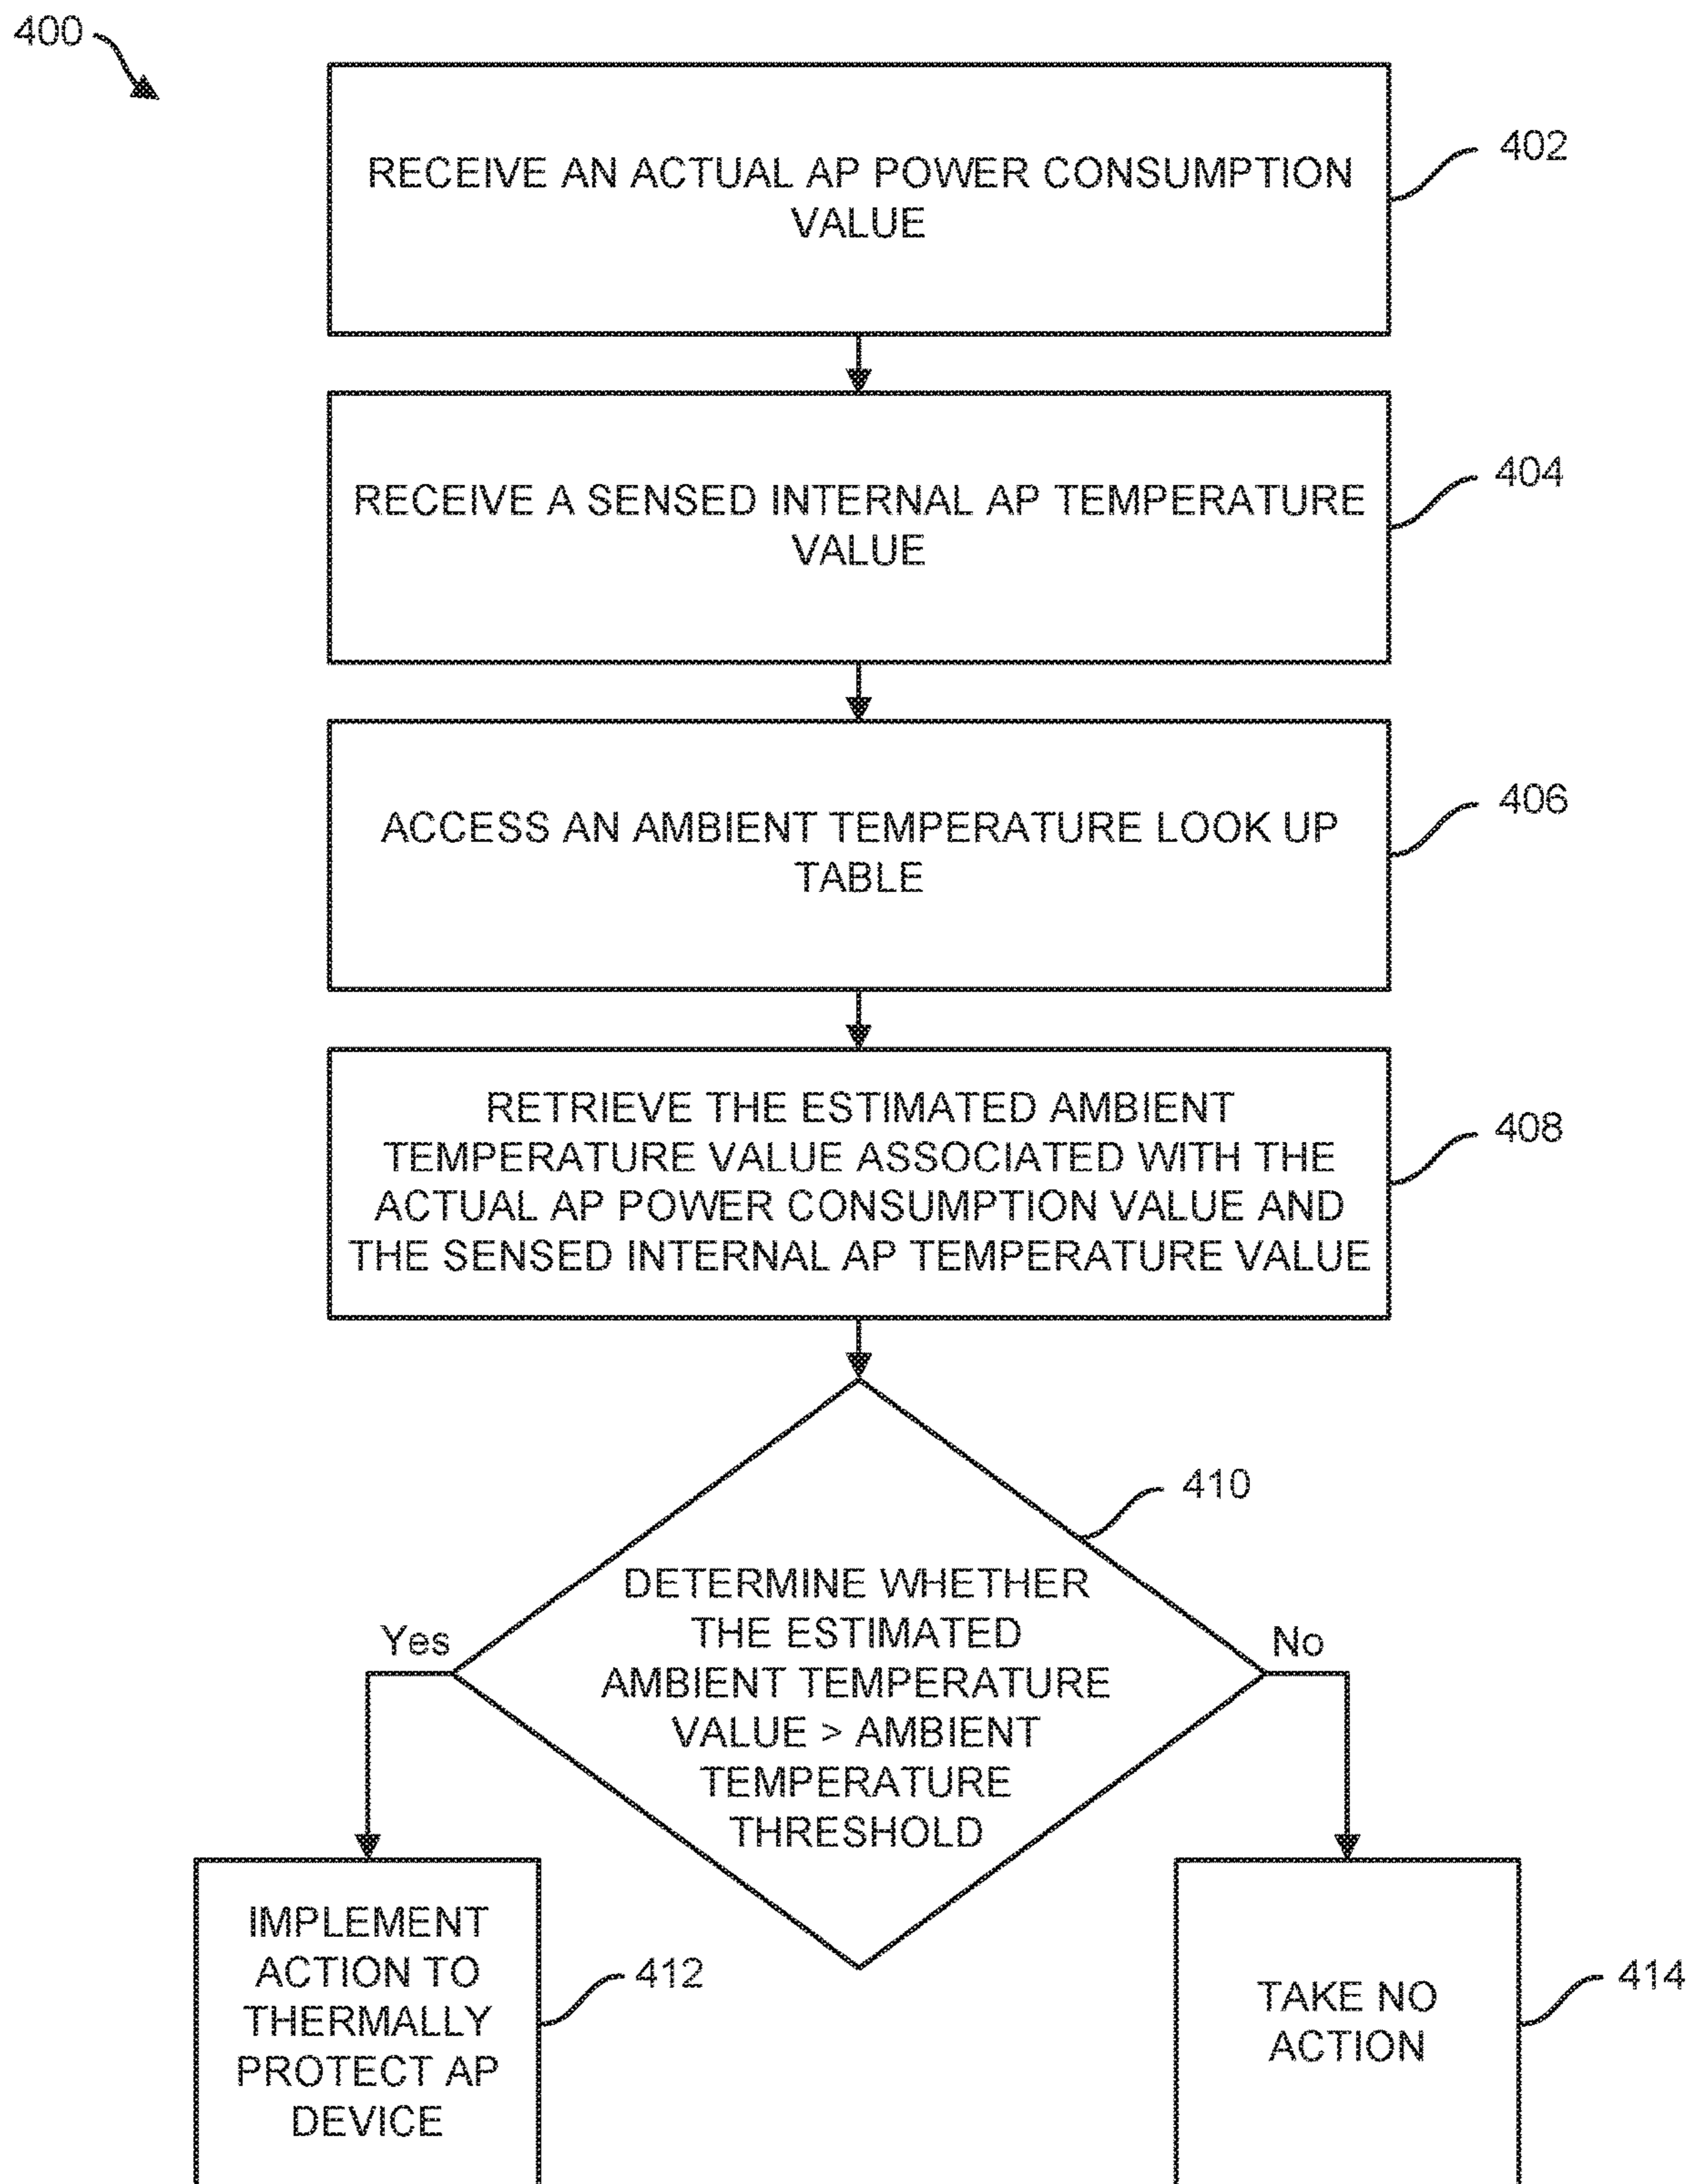 400
RECEIVE AN ACTUAL AP POWER CONSUMPTION
VALUE
402
RECEIVE A SENSED INTERNAL AP TEMPERATURE
VALUE
404
ACCESS AN AMBIENT TEMPERATURE LOOK UP
TABLE
406
RETRIEVE THE ESTIMATED AMBIENT
TEMPERATURE VALUE ASSOCIATED WITH THE
ACTUAL AP POWER CONSUMPTION VALUE AND
THE SENSED INTERNAL AP TEMPERATURE VALUE
408
410
DETERMINE WHETHER
THE ESTIMATED
AMBIENT TEMPERATURE
VALUE > AMBIENT
TEMPERATURE
THRESHOLD
Yes
No
IMPLEMENT
ACTION TO
THERMALLY
PROTECT AP
DEVICE
412
TAKE NO
ACTION
414